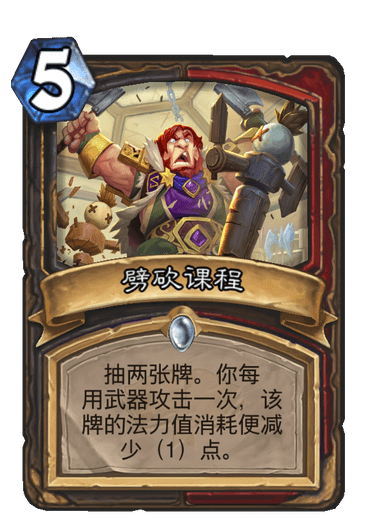 5
劈砍课程
抽两张牌。你每
用武器攻击一次，该
牌的法力值消耗便减
少（1）点。